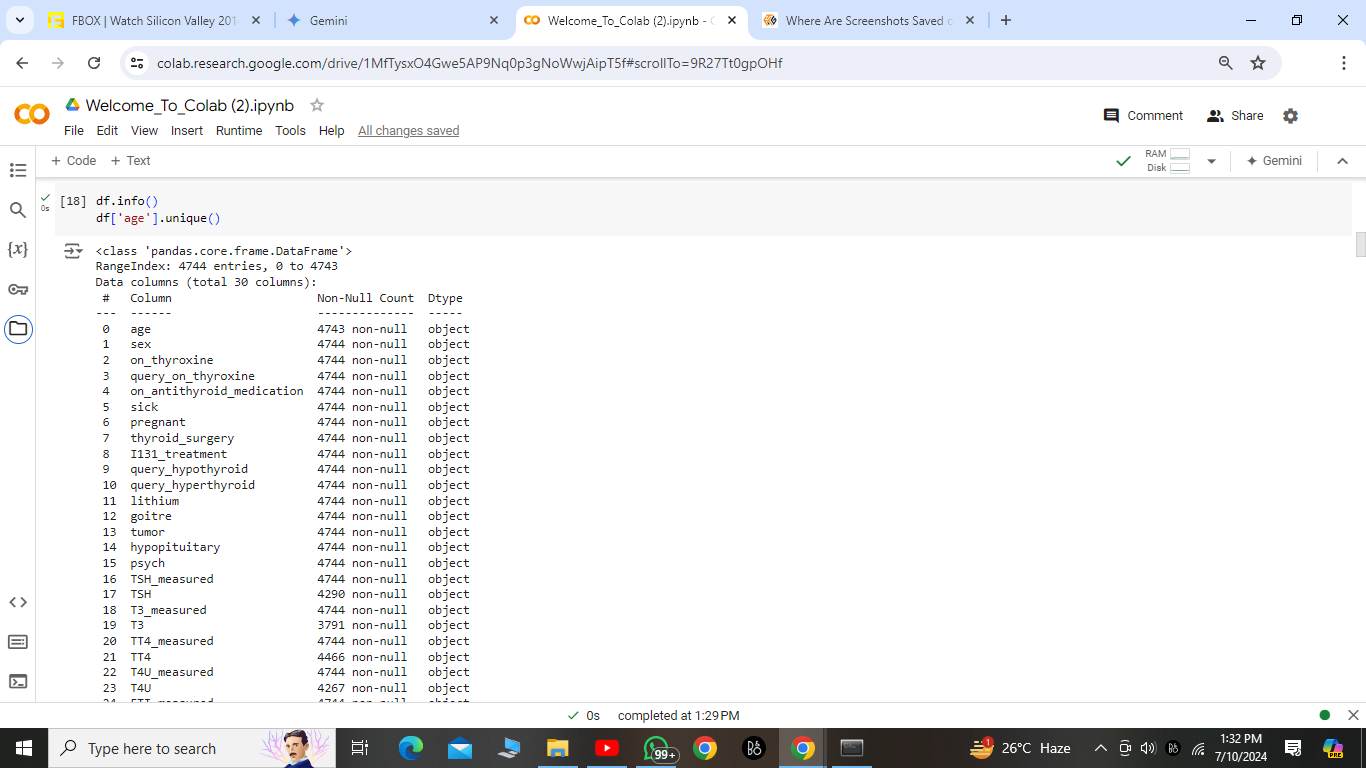 FBOX | Watch Silicon Valley 201
Gemini
Welcome_To_Colab (2).ipynb - C
Where Are Screenshots Saved o
colab.research.google.com/drive/1MfTysxO4Gwe5AP9Nq0p3gNoWwjAipT5f#scrollTo=9R27Tt0gpOHf
Welcome_To_Colab (2).ipynb
Comment
Share
File Edit View Insert Runtime Tools Help All changes saved
+ Code + Text
RAM
Disk
Gemini
0s
[18] df.info()
df['age'].unique()
<class 'pandas.core.frame.DataFrame'>
RangeIndex: 4744 entries, 0 to 4743
Data columns (total 30 columns):
# Column Non-Null Count Dtype
--- ------ -------------- -----
0 age 4743 non-null object
1 sex 4744 non-null object
2 on_thyroxine 4744 non-null object
3 query_on_thyroxine 4744 non-null object
4 on_antithyroid_medication 4744 non-null object
5 sick 4744 non-null object
6 pregnant 4744 non-null object
7 thyroid_surgery 4744 non-null object
8 I131_treatment 4744 non-null object
9 query_hypothyroid 4744 non-null object
10 query_hyperthyroid 4744 non-null object
11 lithium 4744 non-null object
12 goitre 4744 non-null object
13 tumor 4744 non-null object
14 hypopituitary 4744 non-null object
15 psych 4744 non-null object
16 TSH_measured 4744 non-null object
17 TSH 4290 non-null object
18 T3_measured 4744 non-null object
19 T3 3791 non-null object
20 TT4_measured 4744 non-null object
21 TT4 4466 non-null object
22 T4U_measured 4744 non-null object
23 T4U 4267 non-null object
0s completed at 1:29 PM
Type here to search
99+
1
26°C Haze
1:32 PM
7/10/2024
PRE